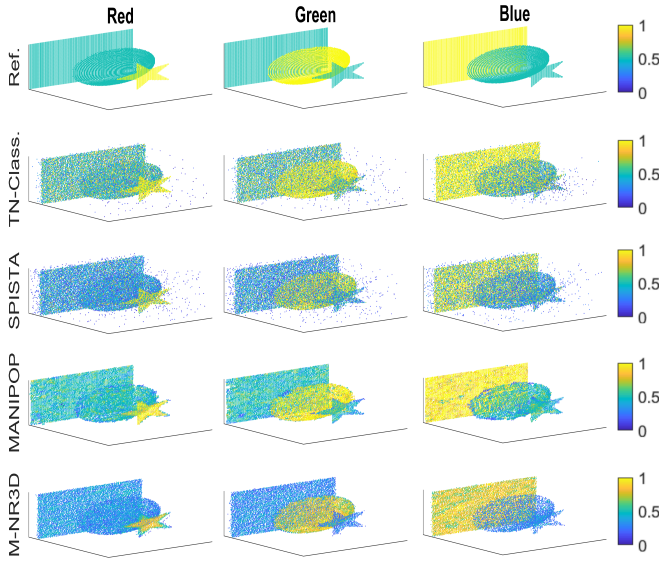 Red Green Blue
Ref.
1
0.5
0
TN-Class.
1
0.5
0
SPISTA
1
0.5
0
MANIPOP
1
0.5
0
M-NR3D
1
0.5
0